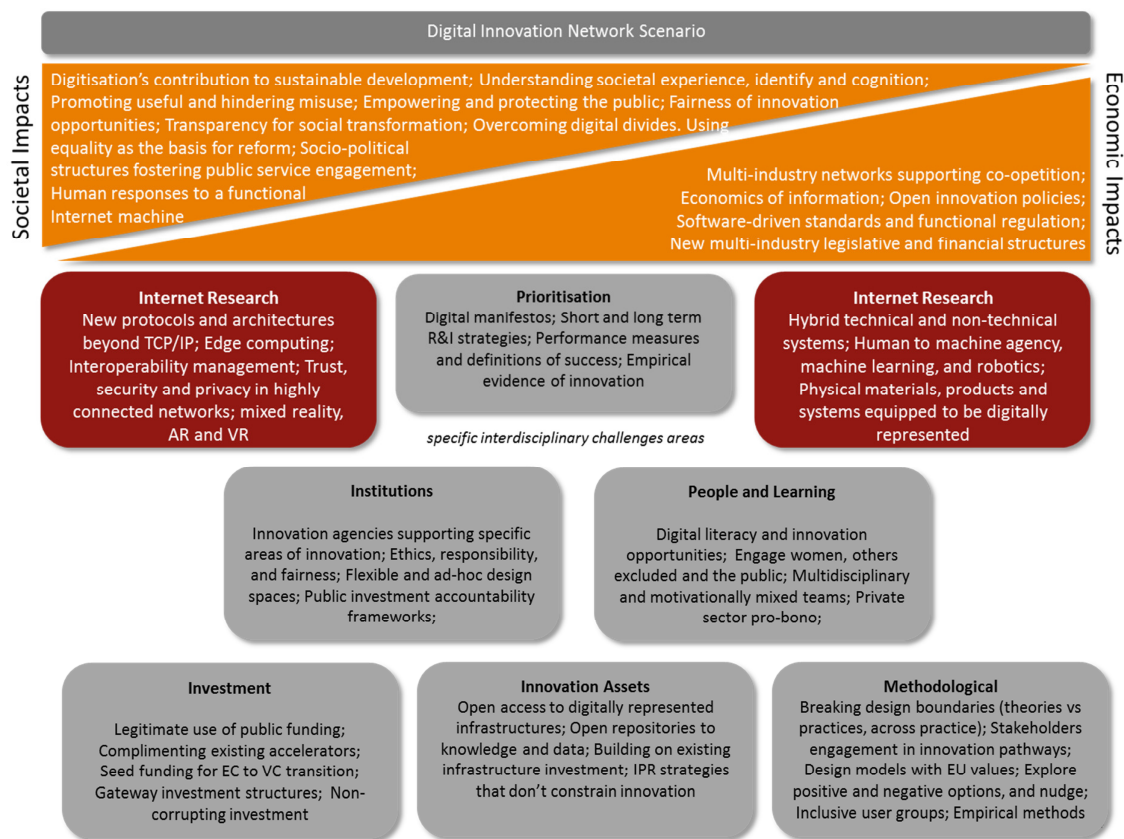 Digital Innovation Network Scenario
Societal Impacts
Digitisation's contribution to sustainable development; Understanding societal experience, identify and cognition;
Promoting useful and hindering misuse; Empowering and protecting the public; Fairness of innovation
opportunities; Transparency for social transformation; Overcoming digital divides. Using
equality as the basis for reform; Socio-political
structures fostering public service engagement;
Human responses to a functional
Internet machine
Economic Impacts
Multi-industry networks supporting co-opetition;
Economics of information; Open innovation policies;
Software-driven standards and functional regulation;
New multi-industry legislative and financial structures
Internet Research
New protocols and architectures
beyond TCP/IP; Edge computing;
Interoperability management; Trust,
security and privacy in highly
connected networks; mixed reality,
AR and VR
Prioritisation
Digital manifestos; Short and long term
R&I strategies; Performance measures
and definitions of success; Empirical
evidence of innovation
Internet Research
Hybrid technical and non-technical
systems; Human to machine agency,
machine learning, and robotics;
Physical materials, products and
systems equipped to be digitally
represented
specific interdisciplinary challenges areas
Institutions
Innovation agencies supporting specific
areas of innovation; Ethics, responsibility,
and fairness; Flexible and ad-hoc design
spaces; Public investment accountability
frameworks;
People and Learning
Digital literacy and innovation
opportunities; Engage women, others
excluded and the public; Multidisciplinary
and motivationally mixed teams; Private
sector pro-bono;
Investment
Legitimate use of public funding;
Complimenting existing accelerators;
Seed funding for EC to VC transition;
Gateway investment structures; Non-
corrupting investment
Innovation Assets
Open access to digitally represented
infrastructures; Open repositories to
knowledge and data; Building on existing
infrastructure investment; IPR strategies
that don't constrain innovation
Methodological
Breaking design boundaries (theories vs
practices, across practice); Stakeholders
engagement in innovation pathways;
Design models with EU values; Explore
positive and negative options, and nudge;
Inclusive user groups; Empirical methods